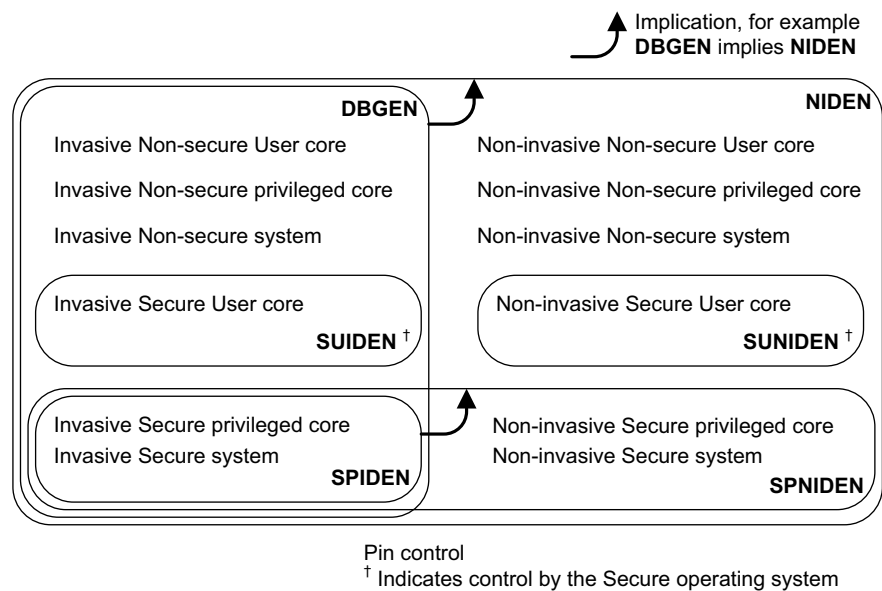 Implication, for example
DBGEN implies NIDEN
DBGEN
NIDEN
Invasive Non-secure User core
Non-invasive Non-secure User core
Invasive Non-secure privileged core
Non-invasive Non-secure privileged core
Invasive Non-secure system
Non-invasive Non-secure system
Invasive Secure User core
Non-invasive Secure User core
SUIDEN †
SUNIDEN †
Invasive Secure privileged core
Non-invasive Secure privileged core
Invasive Secure system
Non-invasive Secure system
SPIDEN
SPNIDEN
Pin control
† Indicates control by the Secure operating system